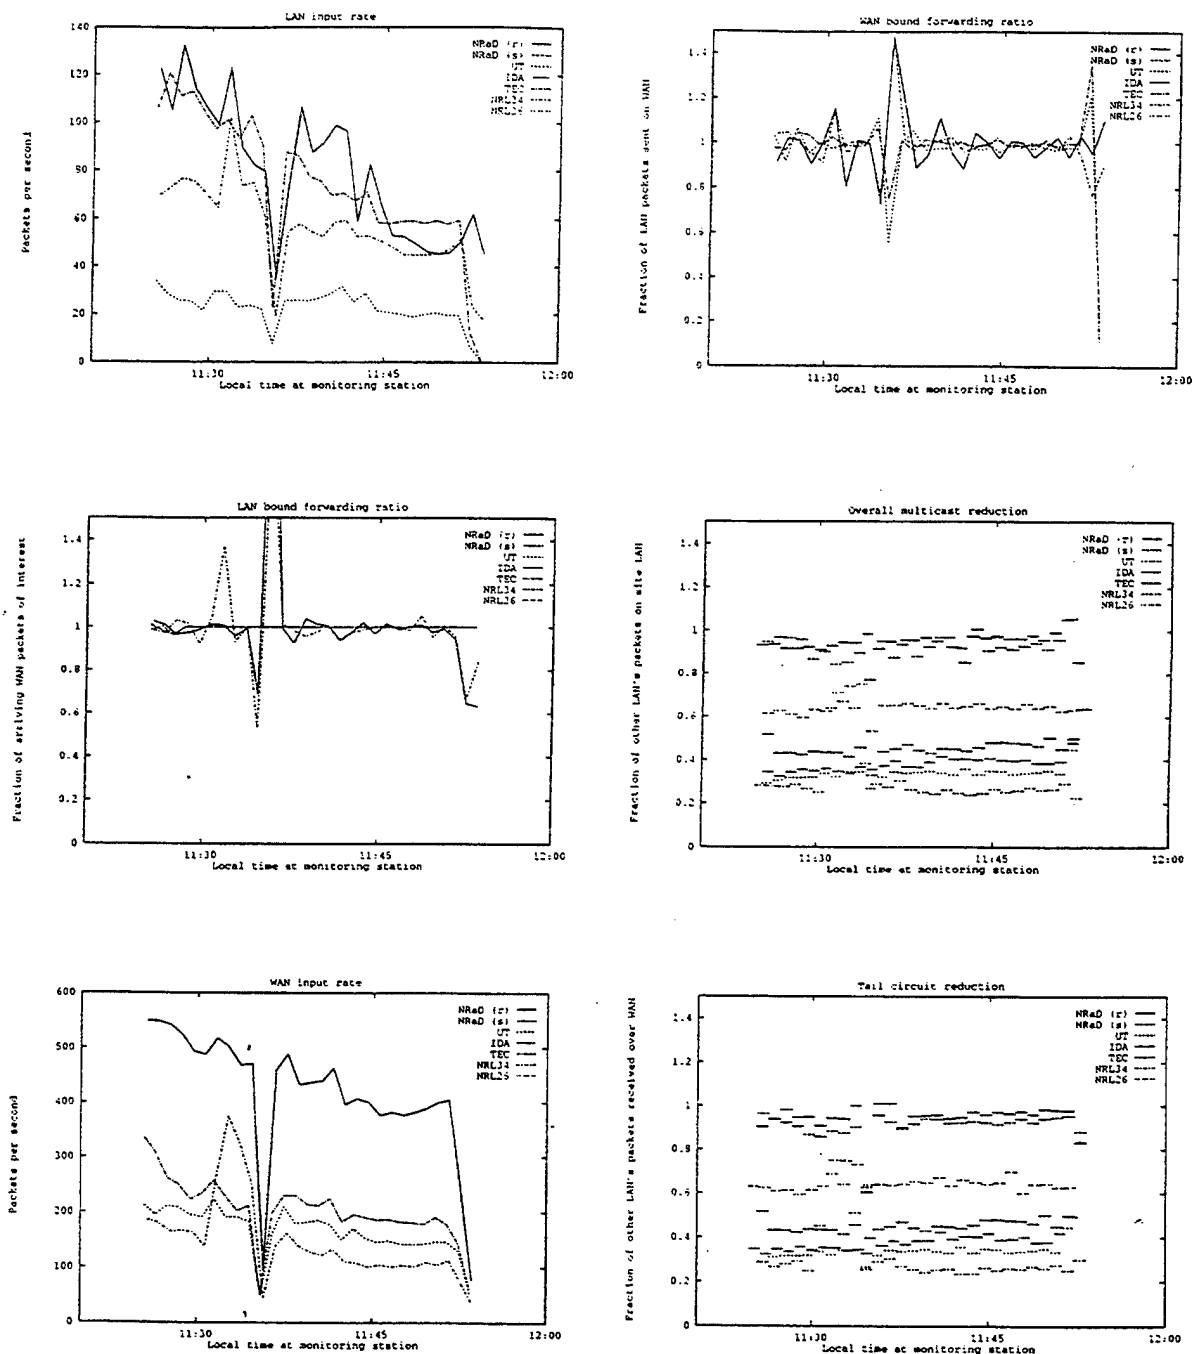 LAN input rate
140
120
100
80
60
40
20
0
Packets per second
NRaD (r)
NRaD (s)
UT
IDA
TEC
NRL34
NRL26
11:30
11:45
12:00
Local time at monitoring station
WAN bound forwarding ratio
1.4
1.2
1
0.8
0.6
0.4
0.2
0
Fraction of LAN packets sent on WAN
NRaD (r)
NRaD (s)
UT
IDA
TEC
NRL34
NRL26
11:30
11:45
12:00
Local time at monitoring station
LAN bound forwarding ratio
1.4
1.2
1
0.8
0.6
0.4
0.2
0
Fraction of arriving WAN packets of interest
NRaD (r)
NRaD (s)
UT
IDA
TEC
NRL34
NRL26
11:30
11:45
12:00
Local time at monitoring station
Overall multicast reduction
1.4
1.2
1
0.8
0.6
0.4
0.2
0
Fraction of other LAN's packets on site LAN
NRaD (r)
NRaD (s)
UT
IDA
TEC
NRL34
NRL26
11:30
11:45
12:00
Local time at monitoring station
WAN input rate
600
500
400
300
200
100
0
Packets per second
NRaD (r)
NRaD (s)
UT
IDA
TEC
NRL34
NRL26
11:30
11:45
12:00
Local time at monitoring station
Tail circuit reduction
1.4
1.2
1
0.8
0.6
0.4
0.2
0
Fraction of other LAN's packets received over WAN
NRaD (r)
NRaD (s)
UT
IDA
TEC
NRL34
NRL26
11:30
11:45
12:00
Local time at monitoring station